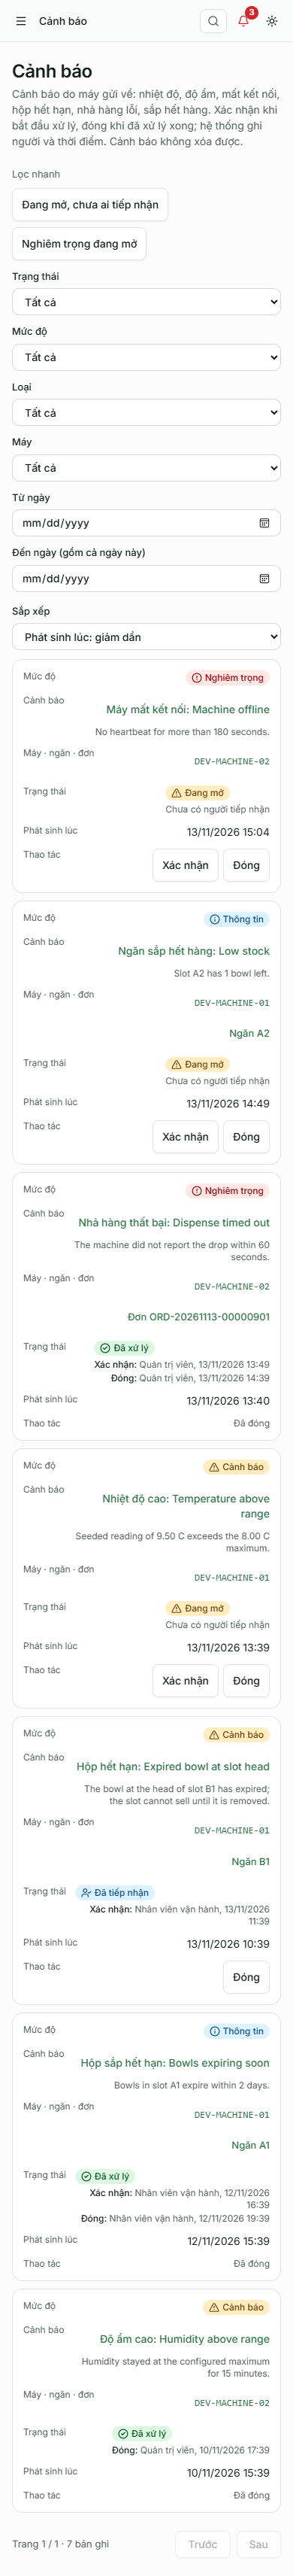 Cảnh báo
3
Cảnh báo
Cảnh báo do máy gửi về: nhiệt độ, độ ẩm, mất kết nối,
hộp hết hạn, nhả hàng lỗi, sắp hết hàng. Xác nhận khi
bắt đầu xử lý, đóng khi đã xử lý xong; hệ thống ghi
người và thời điểm. Cảnh báo không xóa được.
Lọc nhanh
Đang mở, chưa ai tiếp nhận
Nghiêm trọng đang mở
Trạng thái
Tất cả
Mức độ
Tất cả
Loại
Tất cả
Máy
Tất cả
Từ ngày
mm/dd/yyyy
Đến ngày (gồm cả ngày này)
mm/dd/yyyy
Sắp xếp
Phát sinh lúc: giảm dần
Mức độ
Nghiêm trọng
Cảnh báo
Máy mất kết nối: Machine offline
No heartbeat for more than 180 seconds.
Máy · ngăn · đơn
DEV-MACHINE-02
Trạng thái
Đang mở
Chưa có người tiếp nhận
Phát sinh lúc
13/11/2026 15:04
Thao tác
Xác nhận
Đóng
Mức độ
Thông tin
Cảnh báo
Ngăn sắp hết hàng: Low stock
Slot A2 has 1 bowl left.
Máy · ngăn · đơn
DEV-MACHINE-01
Ngăn A2
Trạng thái
Đang mở
Chưa có người tiếp nhận
Phát sinh lúc
13/11/2026 14:49
Thao tác
Xác nhận
Đóng
Mức độ
Nghiêm trọng
Cảnh báo
Nhả hàng thất bại: Dispense timed out
The machine did not report the drop within 60
seconds.
Máy · ngăn · đơn
DEV-MACHINE-02
Đơn ORD-20261113-00000901
Trạng thái
Đã xử lý
Xác nhận: Quản trị viên, 13/11/2026 13:49
Đóng: Quản trị viên, 13/11/2026 14:39
Phát sinh lúc
13/11/2026 13:40
Thao tác
Đã đóng
Mức độ
Cảnh báo
Cảnh báo
Nhiệt độ cao: Temperature above
range
Seeded reading of 9.50 C exceeds the 8.00 C
maximum.
Máy · ngăn · đơn
DEV-MACHINE-01
Trạng thái
Đang mở
Chưa có người tiếp nhận
Phát sinh lúc
13/11/2026 13:39
Thao tác
Xác nhận
Đóng
Mức độ
Cảnh báo
Cảnh báo
Hộp hết hạn: Expired bowl at slot head
The bowl at the head of slot B1 has expired;
the slot cannot sell until it is removed.
Máy · ngăn · đơn
DEV-MACHINE-01
Ngăn B1
Trạng thái
Đã tiếp nhận
Xác nhận: Nhân viên vận hành, 13/11/2026
11:39
Phát sinh lúc
13/11/2026 10:39
Thao tác
Đóng
Mức độ
Thông tin
Cảnh báo
Hộp sắp hết hạn: Bowls expiring soon
Bowls in slot A1 expire within 2 days.
Máy · ngăn · đơn
DEV-MACHINE-01
Ngăn A1
Trạng thái
Đã xử lý
Xác nhận: Nhân viên vận hành, 12/11/2026
16:39
Đóng: Nhân viên vận hành, 12/11/2026 19:39
Phát sinh lúc
12/11/2026 15:39
Thao tác
Đã đóng
Mức độ
Cảnh báo
Cảnh báo
Độ ẩm cao: Humidity above range
Humidity stayed at the configured maximum
for 15 minutes.
Máy · ngăn · đơn
DEV-MACHINE-02
Trạng thái
Đã xử lý
Đóng: Quản trị viên, 10/11/2026 17:39
Phát sinh lúc
10/11/2026 15:39
Thao tác
Đã đóng
Trang 1 / 1 · 7 bản ghi
Trước
Sau